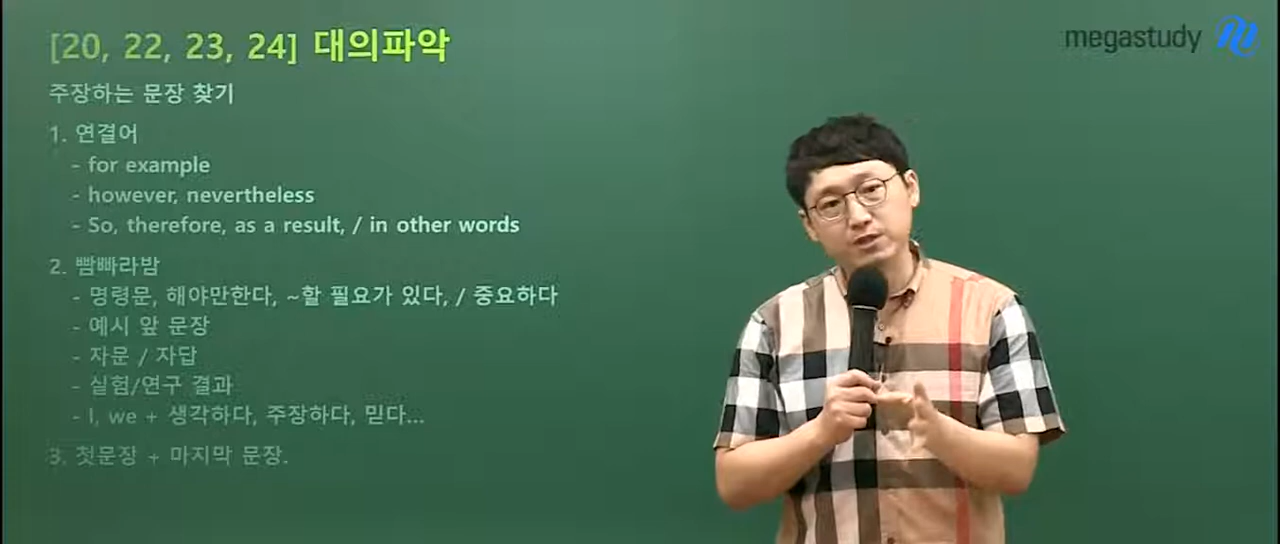 [20, 22, 23, 24] 대의파악
megastudy
주장하는 문장 찾기
1. 연결어
- for example
- however, nevertheless
- So, therefore, as a result, / in other words
2. 빰빠라밤
- 명령문, 해야만한다, ~할 필요가 있다, / 중요하다
- 예시 앞 문장
- 자문 / 자답
- 실험/연구 결과
- I, we + 생각하다, 주장하다, 믿다...
3. 첫문장 + 마지막 문장.